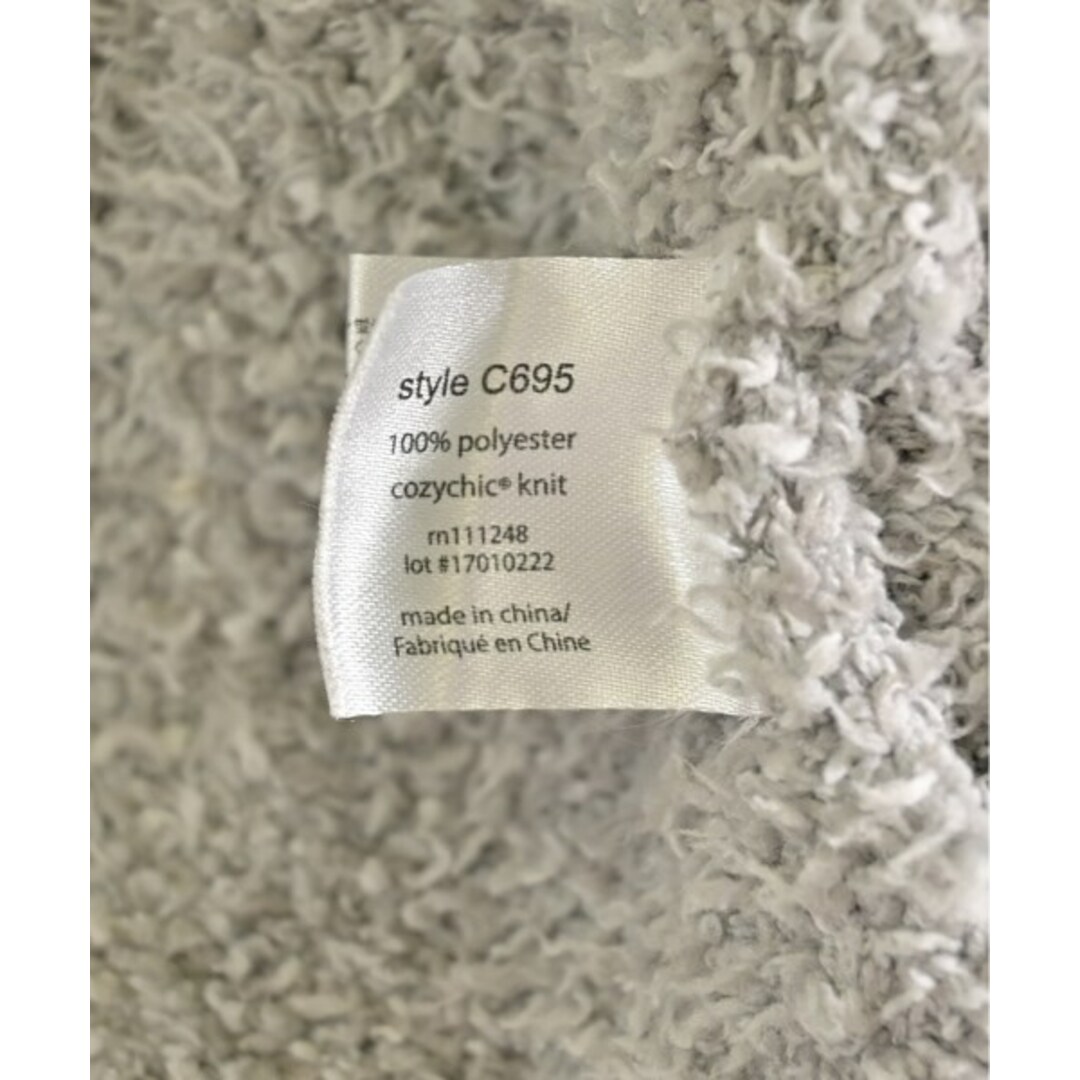 style C695
100% polyester
cozychic® knit
rn111248
lot #17010222
made in china/
Fabriqué en Chine